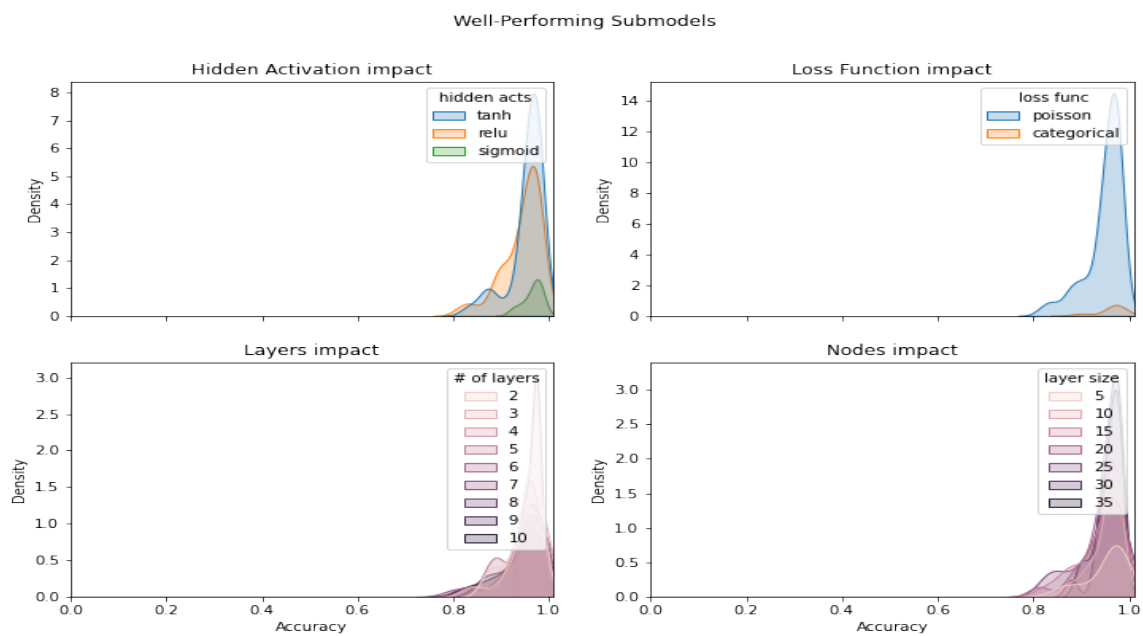 Well-Performing Submodels
Hidden Activation impact
8
7
6
5
4
3
2
1
0
Density
hidden acts
tanh
relu
sigmoid
Loss Function impact
14
12
10
8
6
4
2
0
Density
loss func
poisson
categorical
Layers impact
3.0
2.5
2.0
1.5
1.0
0.5
0.0
Density
# of layers
2
3
4
5
6
7
8
9
10
0.0 0.2 0.4 0.6 0.8 1.0
Accuracy
Nodes impact
3.0
2.5
2.0
1.5
1.0
0.5
0.0
Density
layer size
5
10
15
20
25
30
35
0.0 0.2 0.4 0.6 0.8 1.0
Accuracy